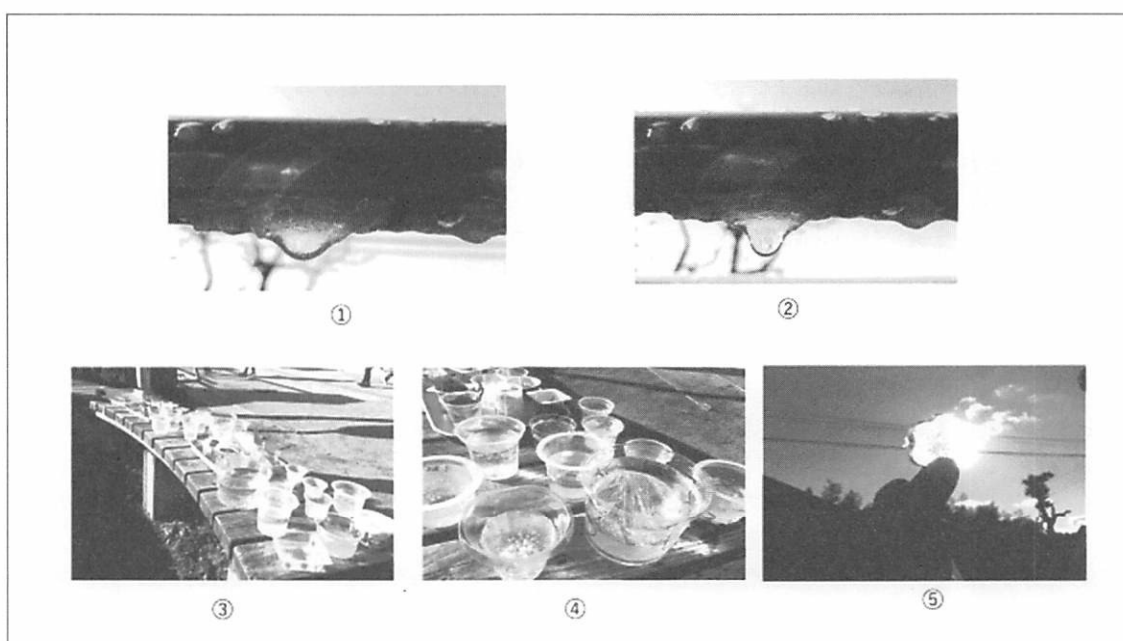 ① ②
③ ④ ⑤